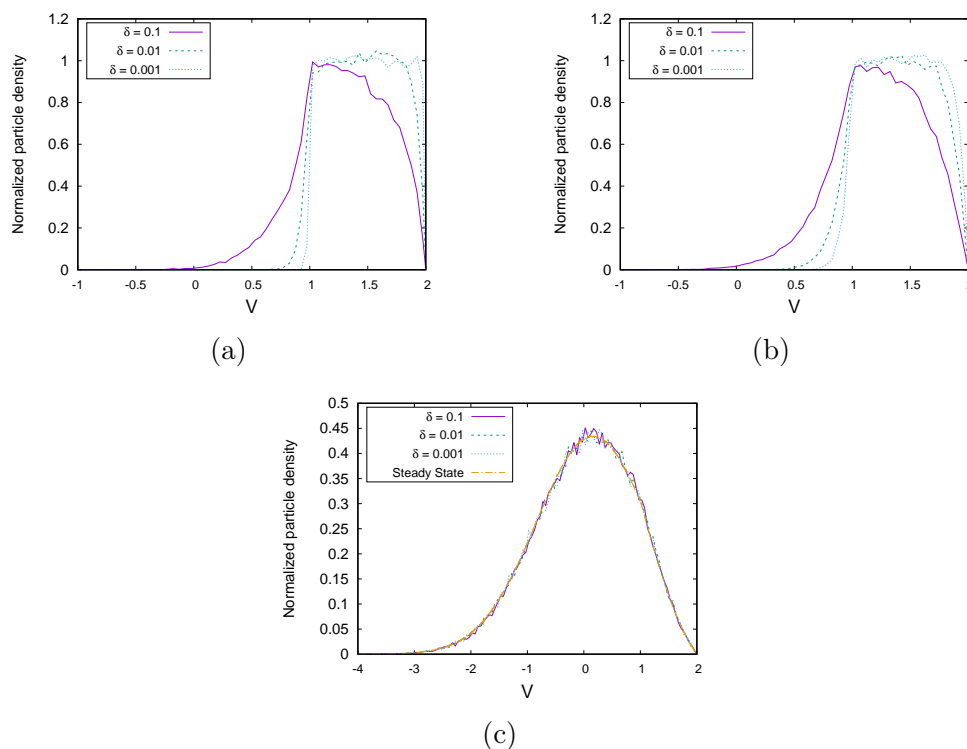 1.2
1
0.8
0.6
0.4
0.2
0
-1 -0.5 0 0.5 1 1.5 2
Normalized particle density
V
δ = 0.1
δ = 0.01
δ = 0.001
(a)
1.2
1
0.8
0.6
0.4
0.2
0
-1 -0.5 0 0.5 1 1.5
Normalized particle density
V
δ = 0.1
δ = 0.01
δ = 0.001
(b)
0.5
0.45
0.4
0.35
0.3
0.25
0.2
0.15
0.1
0.05
0
-4 -3 -2 -1 0 1 2
Normalized particle density
V
δ = 0.1
δ = 0.01
δ = 0.001
Steady State
(c)